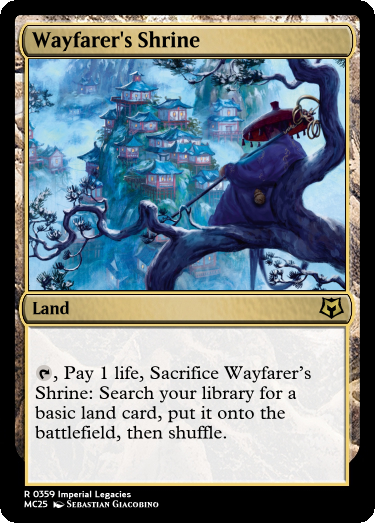 Wayfarer's Shrine
Land
, Pay 1 life, Sacrifice Wayfarer's
Shrine: Search your library for a
basic land card, put it onto the
battlefield, then shuffle.
R 0359 Imperial Legacies
MC25 Sebastian Giacobino